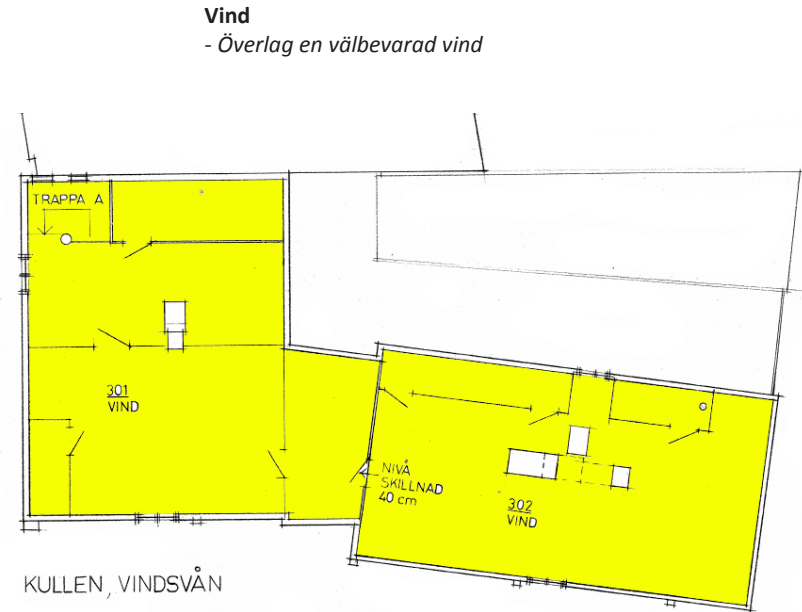 Vind
- Överlag en välbevarad vind
TRAPPA A
301
VIND
NIVÅ
SKILLNAD
40 cm
302
VIND
KULLEN, VINDSVÅN